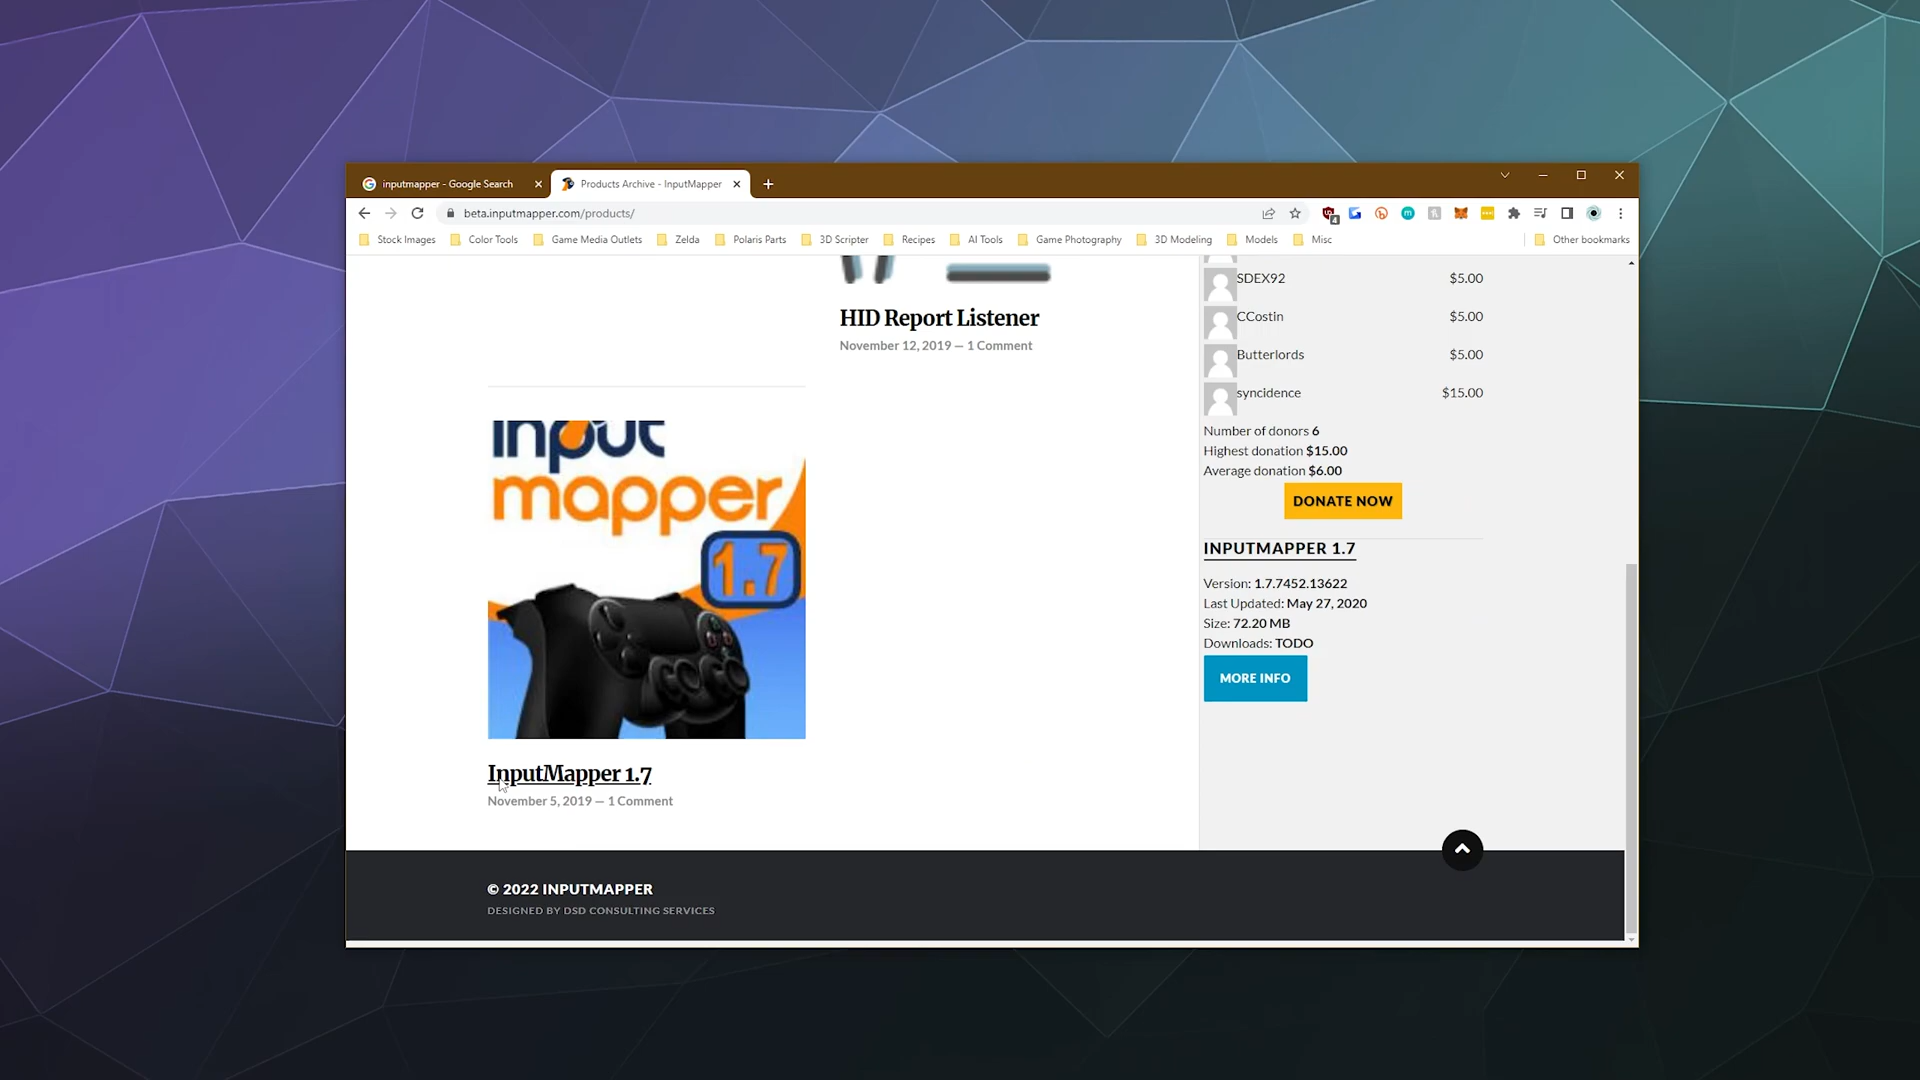 inputmapper - Google Search
Products Archive - InputMapper
beta.inputmapper.com/products/
4
Stock Images
Color Tools
Game Media Outlets
Zelda
Polaris Parts
3D Scripter
Recipes
AI Tools
Game Photography
3D Modeling
Models
Misc
Other bookmarks
HID Report Listener
November 12, 2019 — 1 Comment
input
mapper
1.7
InputMapper 1.7
November 5, 2019 — 1 Comment
SDEX92 $5.00
CCostin $5.00
Butterlords $5.00
syncidence $15.00
Number of donors 6
Highest donation $15.00
Average donation $6.00
DONATE NOW
INPUTMAPPER 1.7
Version: 1.7.7452.13622
Last Updated: May 27, 2020
Size: 72.20 MB
Downloads: TODO
MORE INFO
© 2022 INPUTMAPPER
DESIGNED BY DSD CONSULTING SERVICES